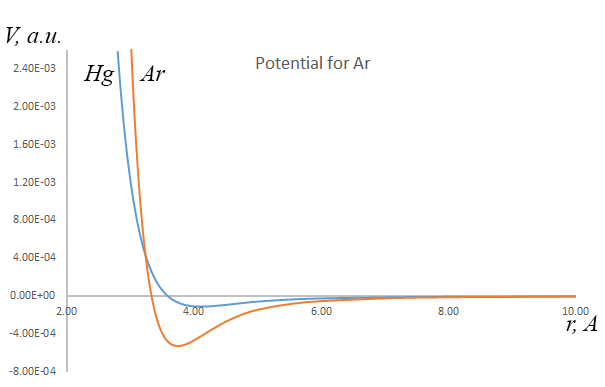 V, a.u.
Potential for Ar
Hg Ar
2.40E-03
2.00E-03
1.60E-03
1.20E-03
8.00E-04
4.00E-04
0.00E+00
-4.00E-04
-8.00E-04
2.00 4.00 6.00 8.00 10.00
r, A